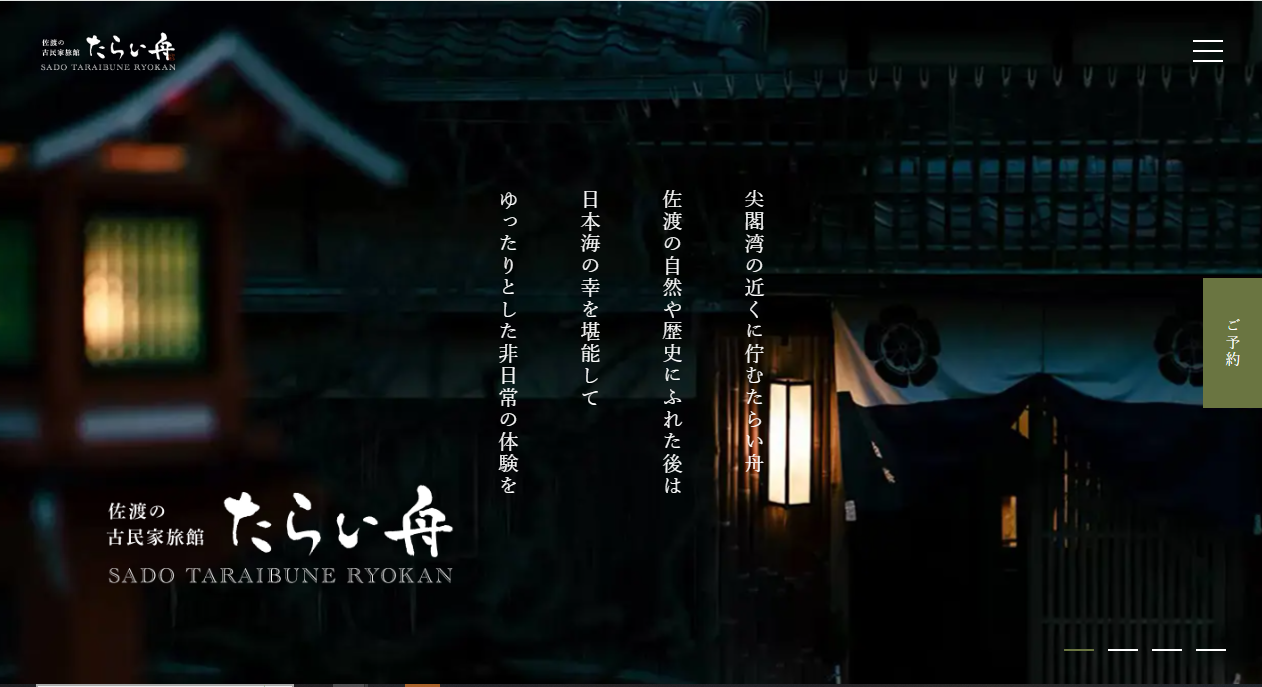 佐渡の
古民家旅館
たらい舟
SADO TARAIBUNE RYOKAN
尖閣湾の近くに佇むたらい舟
佐渡の自然や歴史にふれた後は
日本海の幸を堪能して
ゆったりとした非日常の体験を
ご予約
佐渡の
古民家旅館
たらい舟
SADO TARAIBUNE RYOKAN